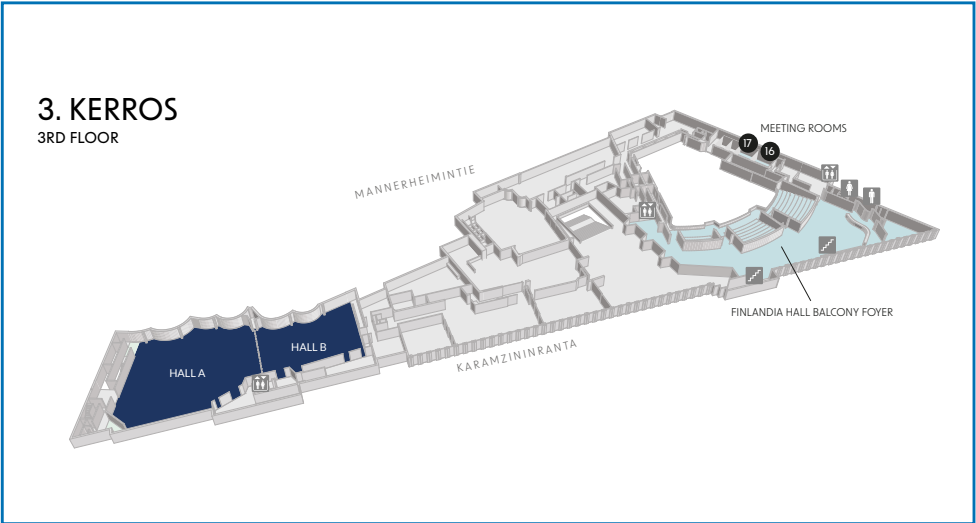 3. KERROS
3RD FLOOR
MEETING ROOMS
17
16
MANNERHEIMINTIE
FINLANDIA HALL BALCONY FOYER
KARAMZININRANTA
HALL B
HALL A